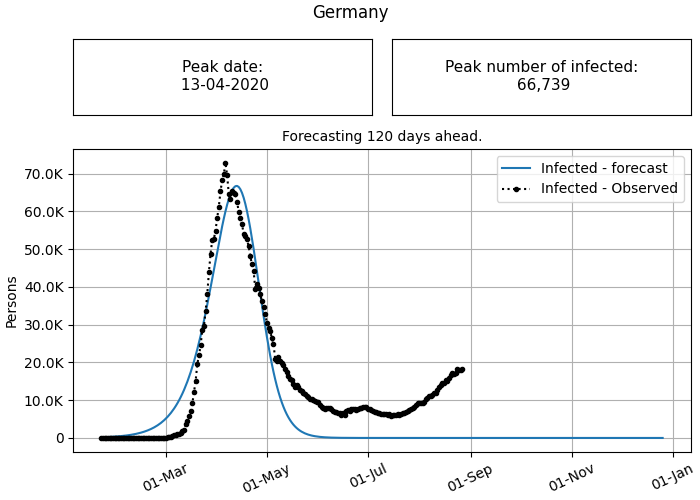 Germany
Peak date:
13-04-2020
Peak number of infected:
66,739
Forecasting 120 days ahead.
Infected - forecast
Infected - Observed
Persons
70.0K
60.0K
50.0K
40.0K
30.0K
20.0K
10.0K
0
01-Mar
01-May
01-Jul
01-Sep
01-Nov
01-Jan